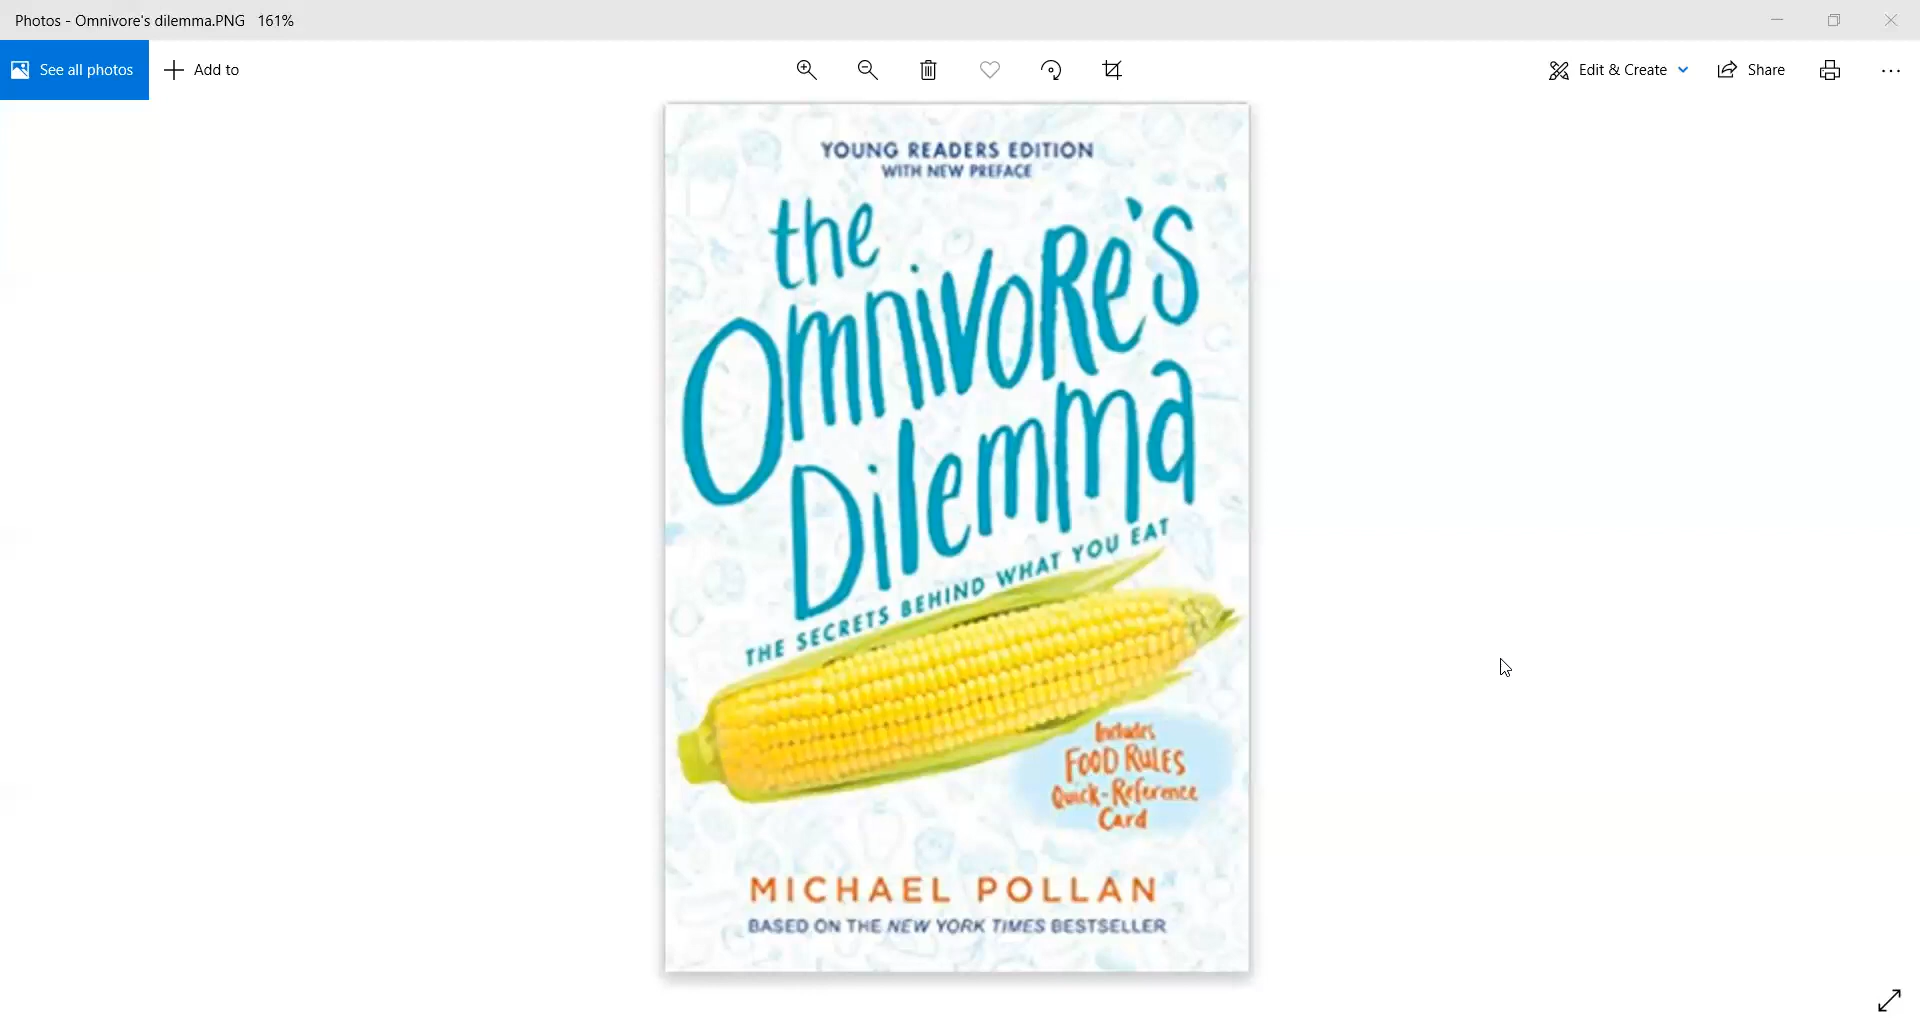 Photos - Omnivore's dilemma.PNG 161%
See all photos
Add to
Edit & Create
Share
YOUNG READERS EDITION
WITH NEW PREFACE
the
OmnivoRe's
Dilemma
THE SECRETS BEHIND WHAT YOU EAT
Includes
FOOD RULES
Quick-Reference
Card
MICHAEL POLLAN
BASED ON THE NEW YORK TIMES BESTSELLER